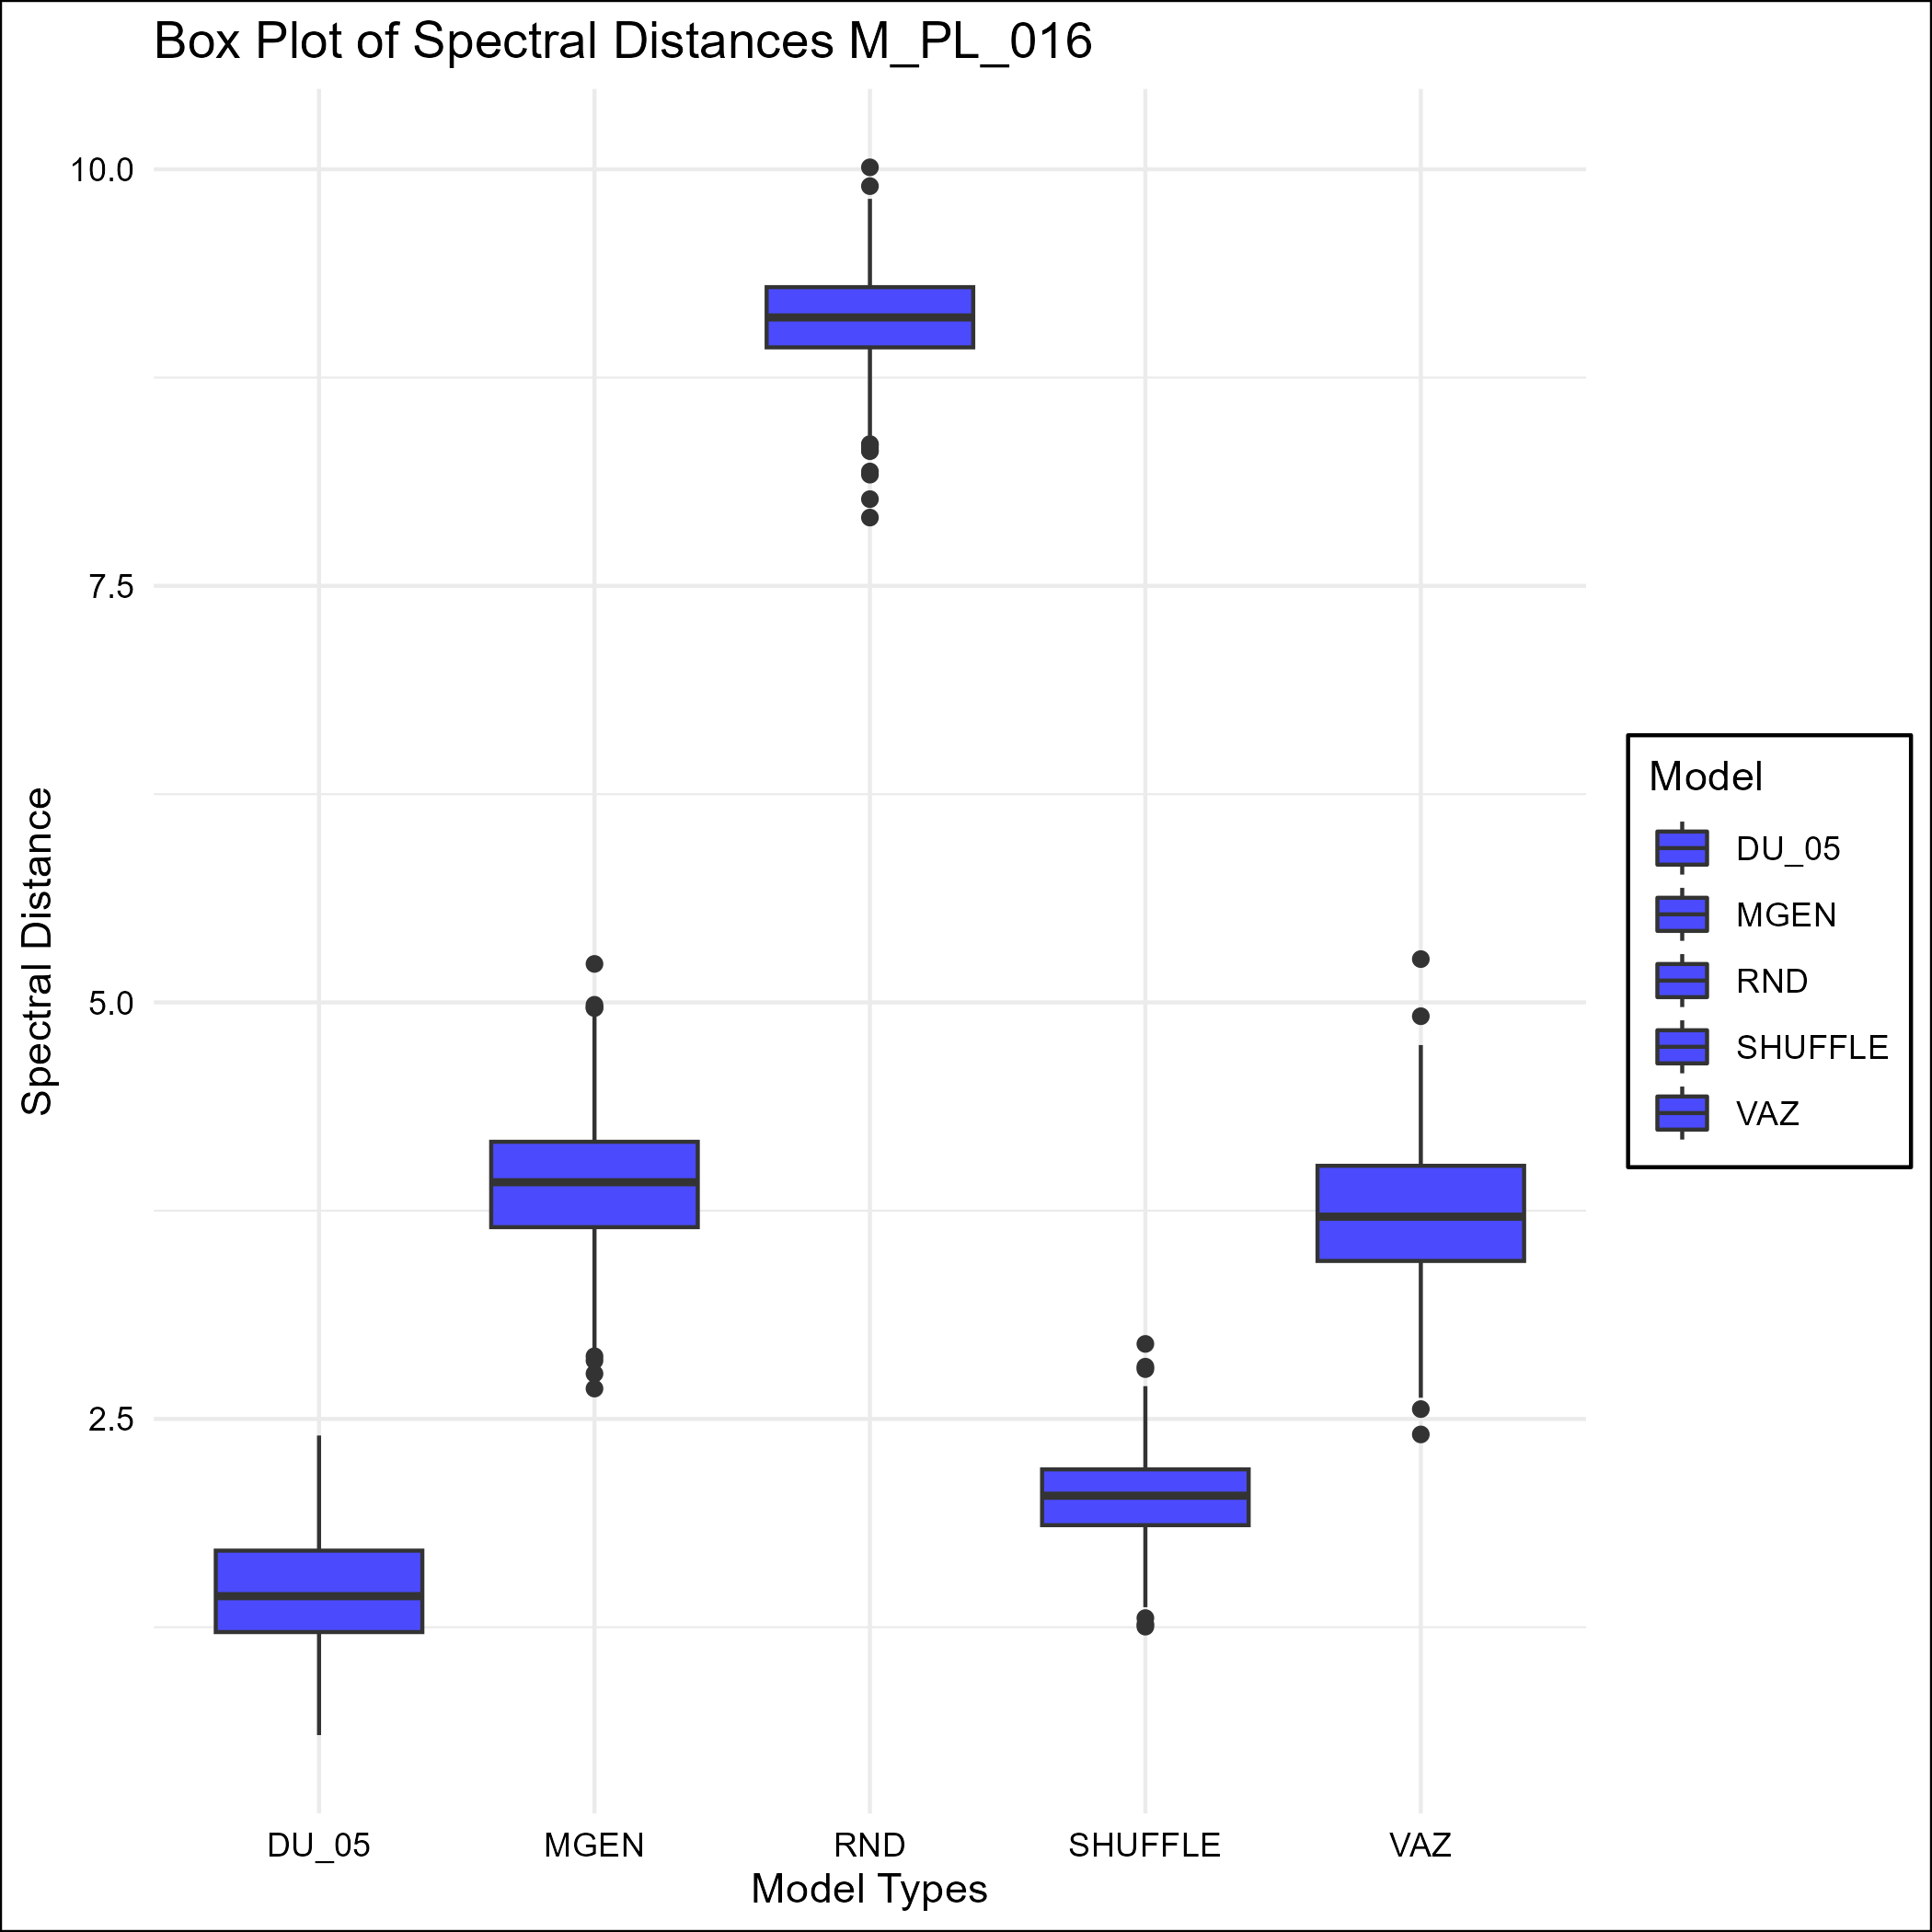 Box Plot of Spectral Distances M_PL_016
10.0
7.5
5.0
2.5
Spectral Distance
DU_05
MGEN
RND
SHUFFLE
VAZ
Model Types
Model
DU_05
MGEN
RND
SHUFFLE
VAZ